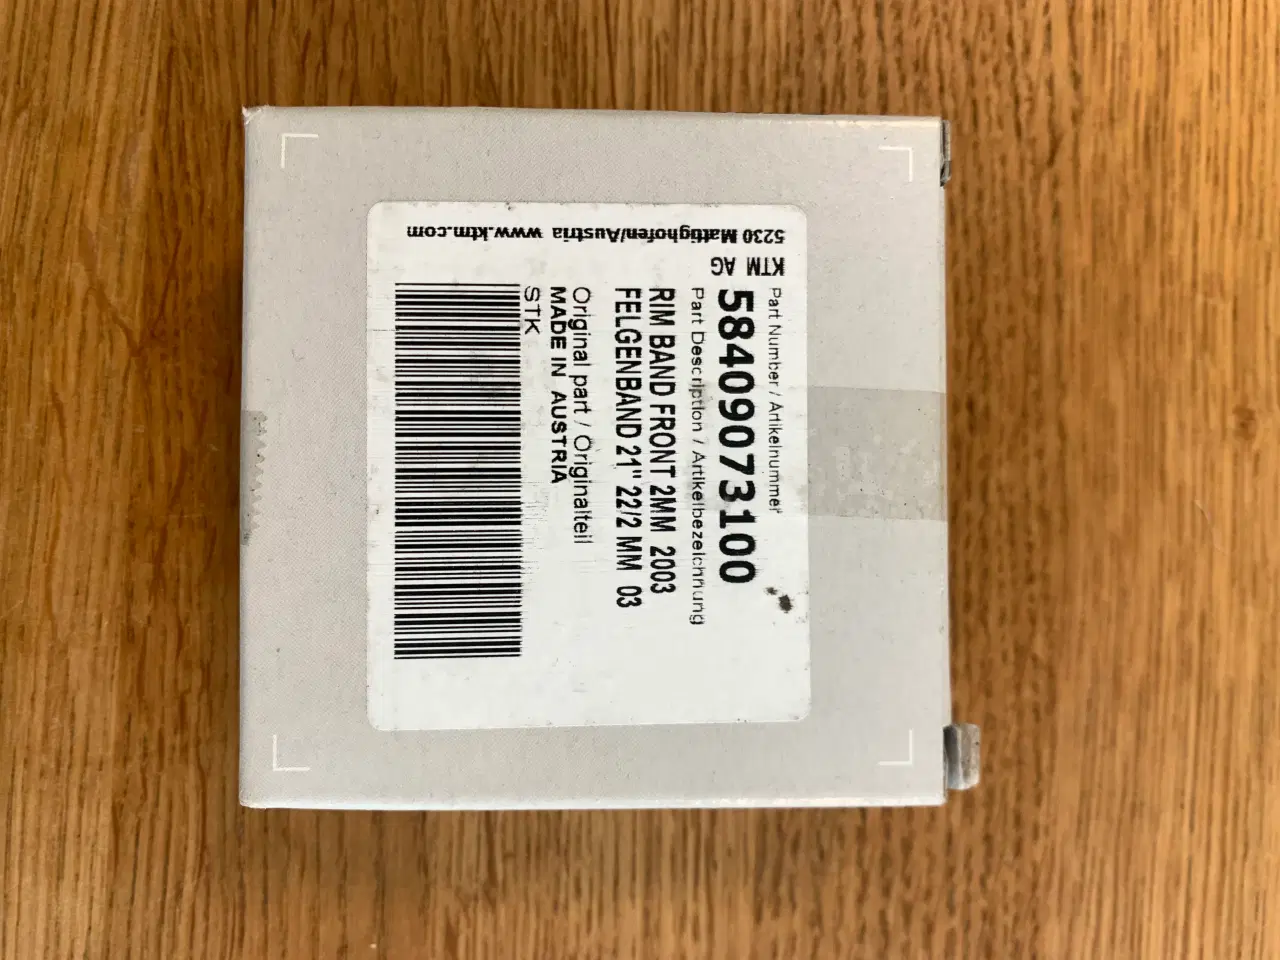 KTM AG
5230 Mattighofen/Austria www.ktm.com
Part Number / Artikelnummer
58409073100
Part Description / Artikelbezeichnung
RIM BAND FRONT 2MM 2003
FELGENBAND 21" 22/2 MM 03
Original part / Originalteil
MADE IN AUSTRIA
STK